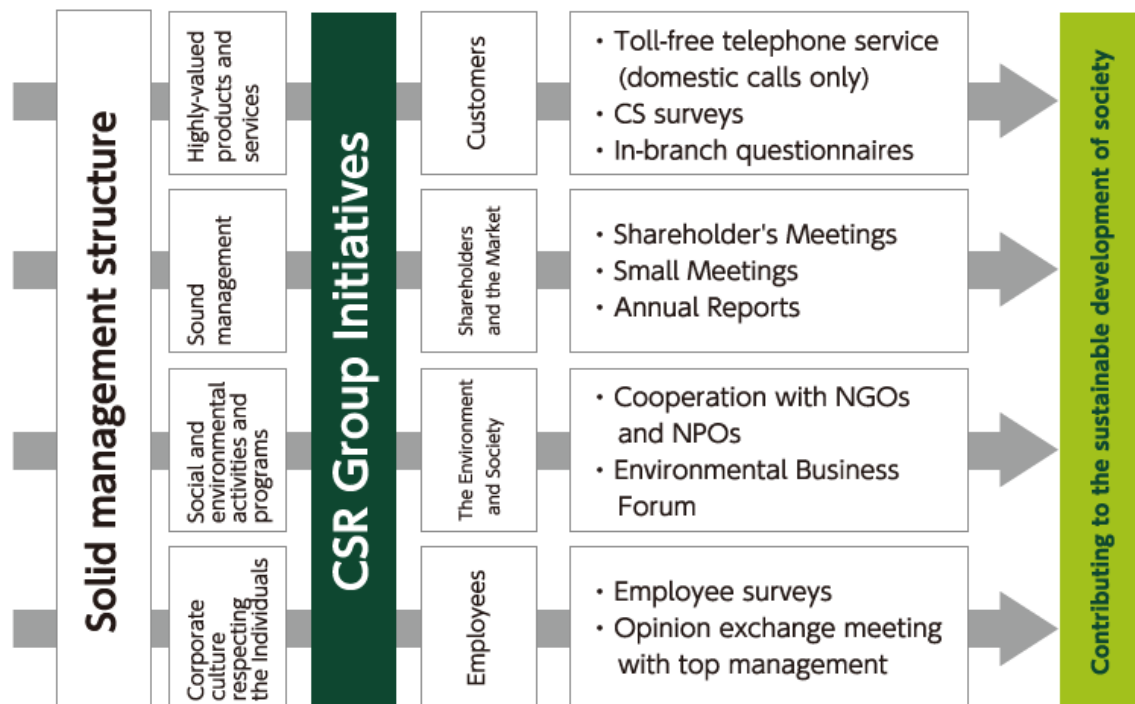 Solid management structure
Highly-valued
products and
services
Sound
management
Social and
environmental
activities and
programs
Corporate
culture
respecting
the Individuals
CSR Group Initiatives
Customers
Shareholders
and the Market
The Environment
and Society
Employees
・Toll-free telephone service
(domestic calls only)
・CS surveys
・In-branch questionnaires
・Shareholder's Meetings
・Small Meetings
・Annual Reports
・Cooperation with NGOs
and NPOs
・Environmental Business
Forum
・Employee surveys
・Opinion exchange meeting
with top management
Contributing to the sustainable development of society